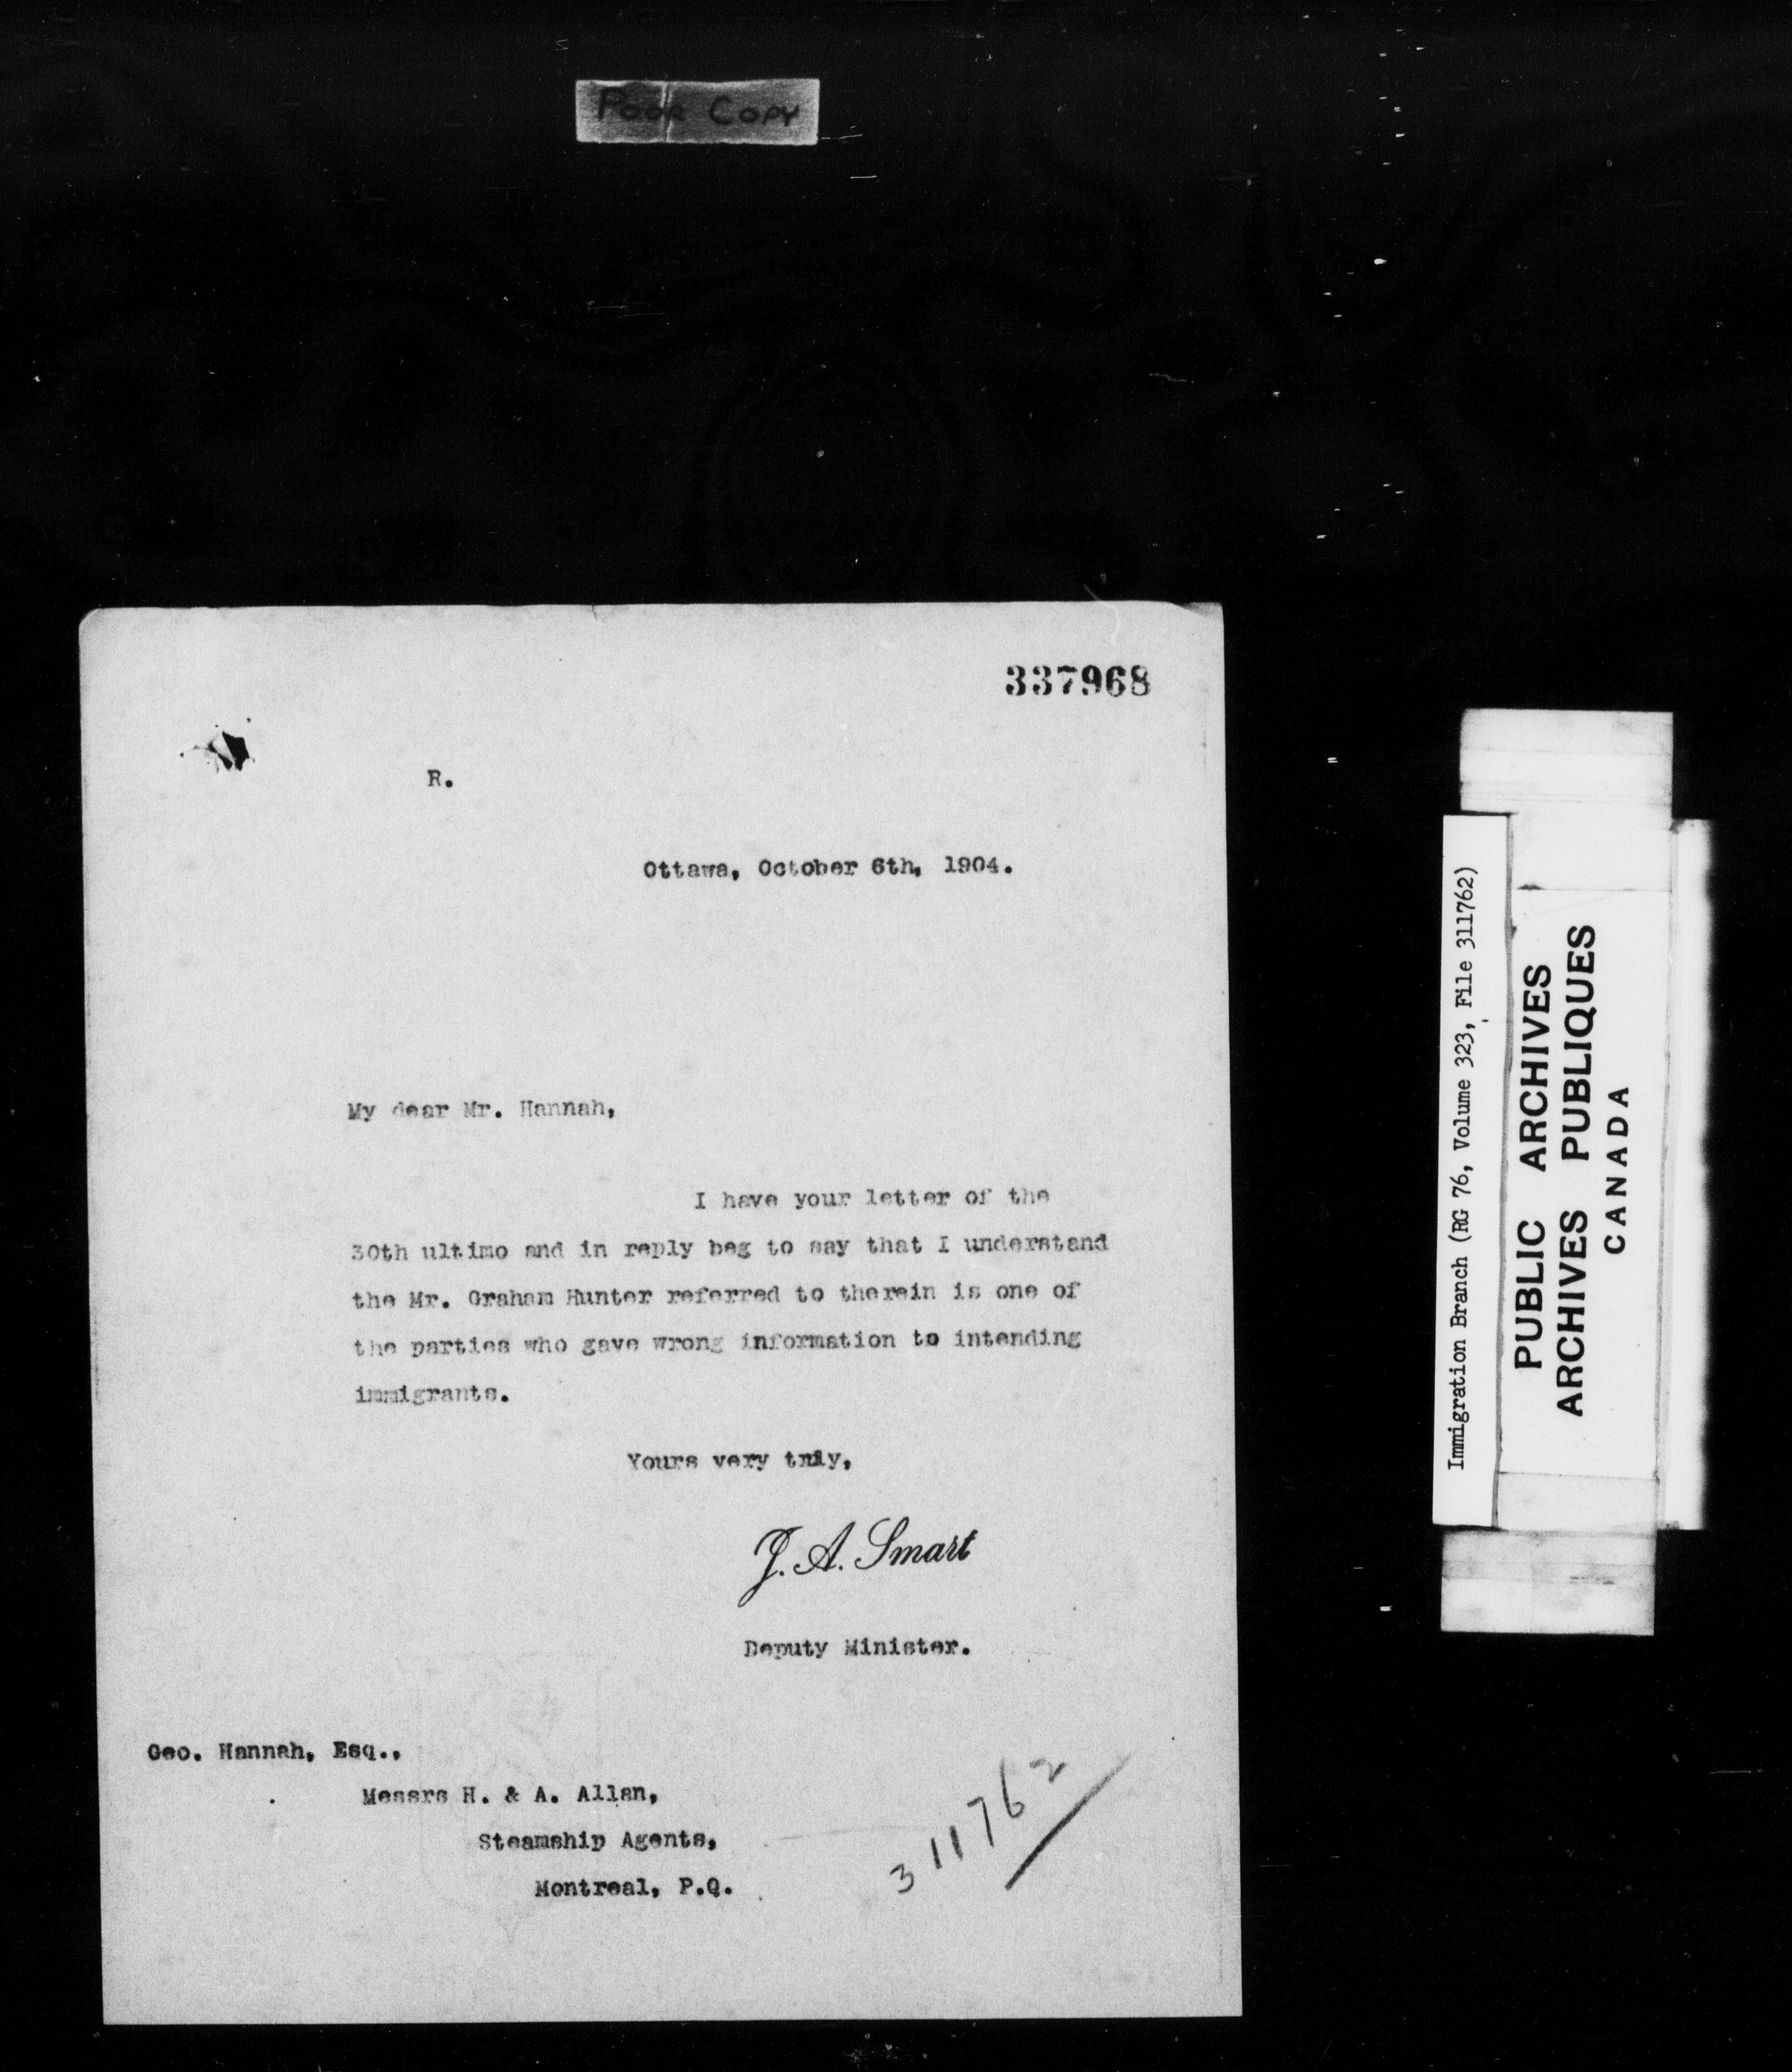 Poor Copy
337968
R.
Ottawa, October 6th, 1904.
My dear Mr. Hannah,
I have your letter of the
30th ultimo and in reply beg to say that I understand
the Mr. Graham Hunter referred to therein is one of
the parties who gave wrong information to intending
immigrants.
Yours very truly,
J. A. Smart
Deputy Minister.
Geo. Hannah, Esq.,
Messrs H. & A. Allan,
Steamship Agents,
Montreal, P.Q.
311762
Immigration Branch (RG 76, Volume 323, File 311762)
PUBLIC ARCHIVES
ARCHIVES PUBLIQUES
CANADA